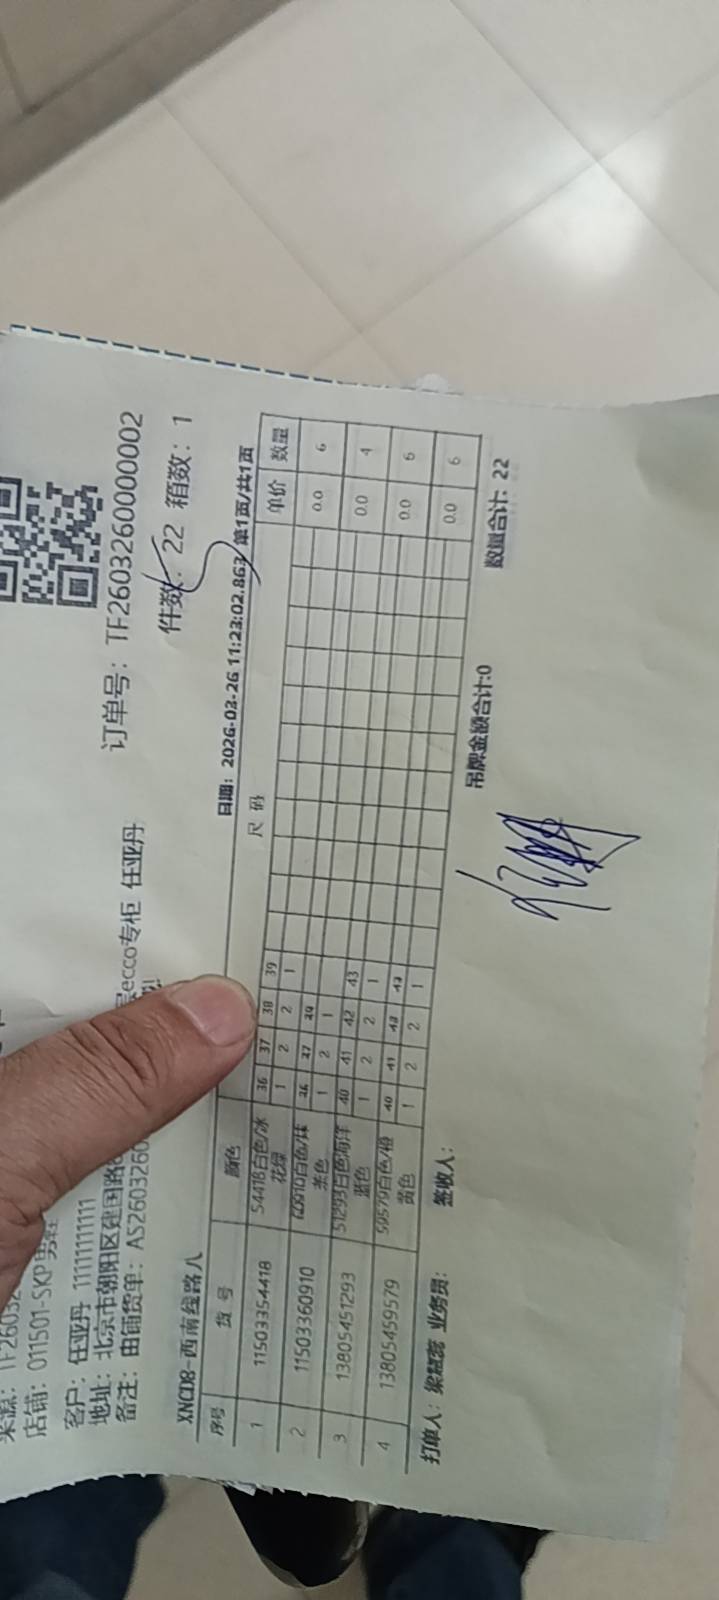 订单号: TF2603260000002
件数: 22 箱数: 1
店铺: 011501-SKP男鞋
客户: 任亚丹 11111111111
地址: 北京市朝阳区建国路
ecco专柜 任亚丹
备注: 由铺货单: AS2603260
XNCD8-西南线路八
日期: 2026-03-26 11:23:02.863 第1页/共1页
序号 货号 颜色 尺码 单价 数量
36 37 38 39
1 11503354418 54418白色/冰花绿 1 2 2 1 0.0 6
36 37 39
2 11503360910 60910白色/抹茶色 1 2 1 0.0 4
40 41 42 43
3 13805451293 51293白色海洋蓝色 1 2 2 1 0.0 6
40 41 42 43
4 13805459579 59579白色/橙黄色 1 2 2 1 0.0 6
吊牌金额合计:0 数量合计: 22
打单人: 梁慧蕊 业务员: 签收人: